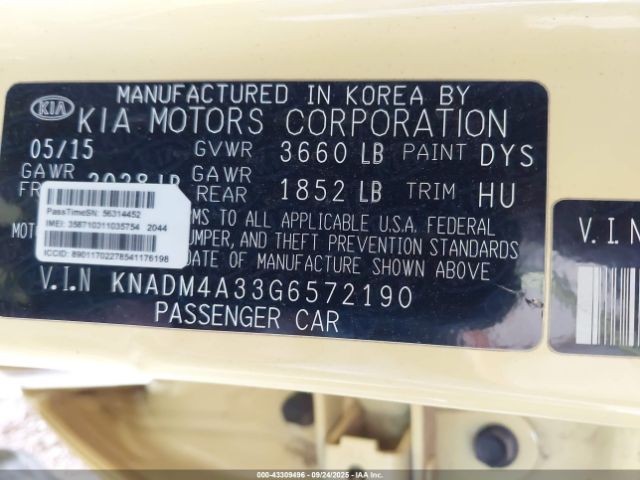 MANUFACTURED IN KOREA BY
KIA KIA MOTORS CORPORATION
05/15 GVWR 3660 LB PAINT DYS
GAWR GAWR
REAR 1852 LB TRIM HU
PassTimeSN: 56314452
IMEI: 358710311035754 2044
ICCID: 89011702278541176198
TO ALL APPLICABLE U.S.A. FEDERAL
AND THEFT PREVENTION STANDARDS
DATE OF MANUFACTURE SHOWN ABOVE
V.I.N KNADM4A33G6572190
PASSENGER CAR
V.I.N
000-43309496 - 09/24/2025 - IAA Inc.